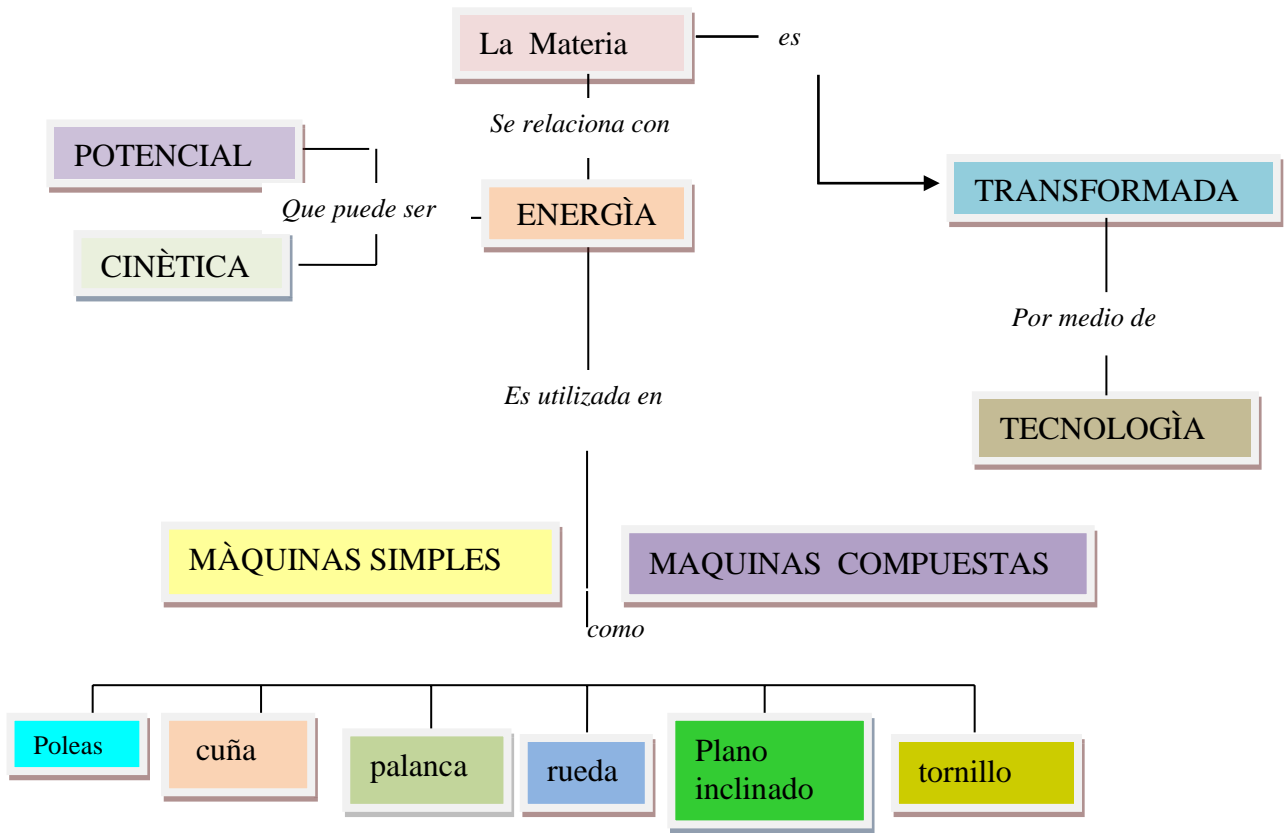 La  Materia
es
Se relaciona con
POTENCIAL
Que puede ser
ENERGÌA
TRANSFORMADA
CINÈTICA
Por medio de
Es utilizada en
TECNOLOGÌA
MÀQUINAS SIMPLES
MAQUINAS  COMPUESTAS
como
Poleas
cuña
palanca
rueda
Plano
inclinado
tornillo